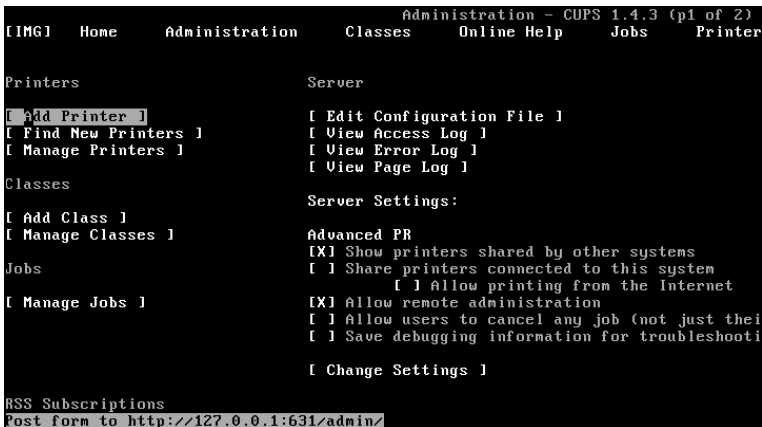 Administration - CUPS 1.4.3 (p1 of 2)
[IMG] Home Administration Classes Online Help Jobs Printer
Printers Server
[ Add Printer ] [ Edit Configuration File ]
[ Find New Printers ] [ View Access Log ]
[ Manage Printers ] [ View Error Log ]
[ View Page Log ]
Classes
Server Settings:
[ Add Class ]
[ Manage Classes ] Advanced PR
[X] Show printers shared by other systems
Jobs [ ] Share printers connected to this system
[ ] Allow printing from the Internet
[ Manage Jobs ] [X] Allow remote administration
[ ] Allow users to cancel any job (not just thei
[ ] Save debugging information for troubleshooti
[ Change Settings ]
RSS Subscriptions
Post form to http://127.0.0.1:631/admin/